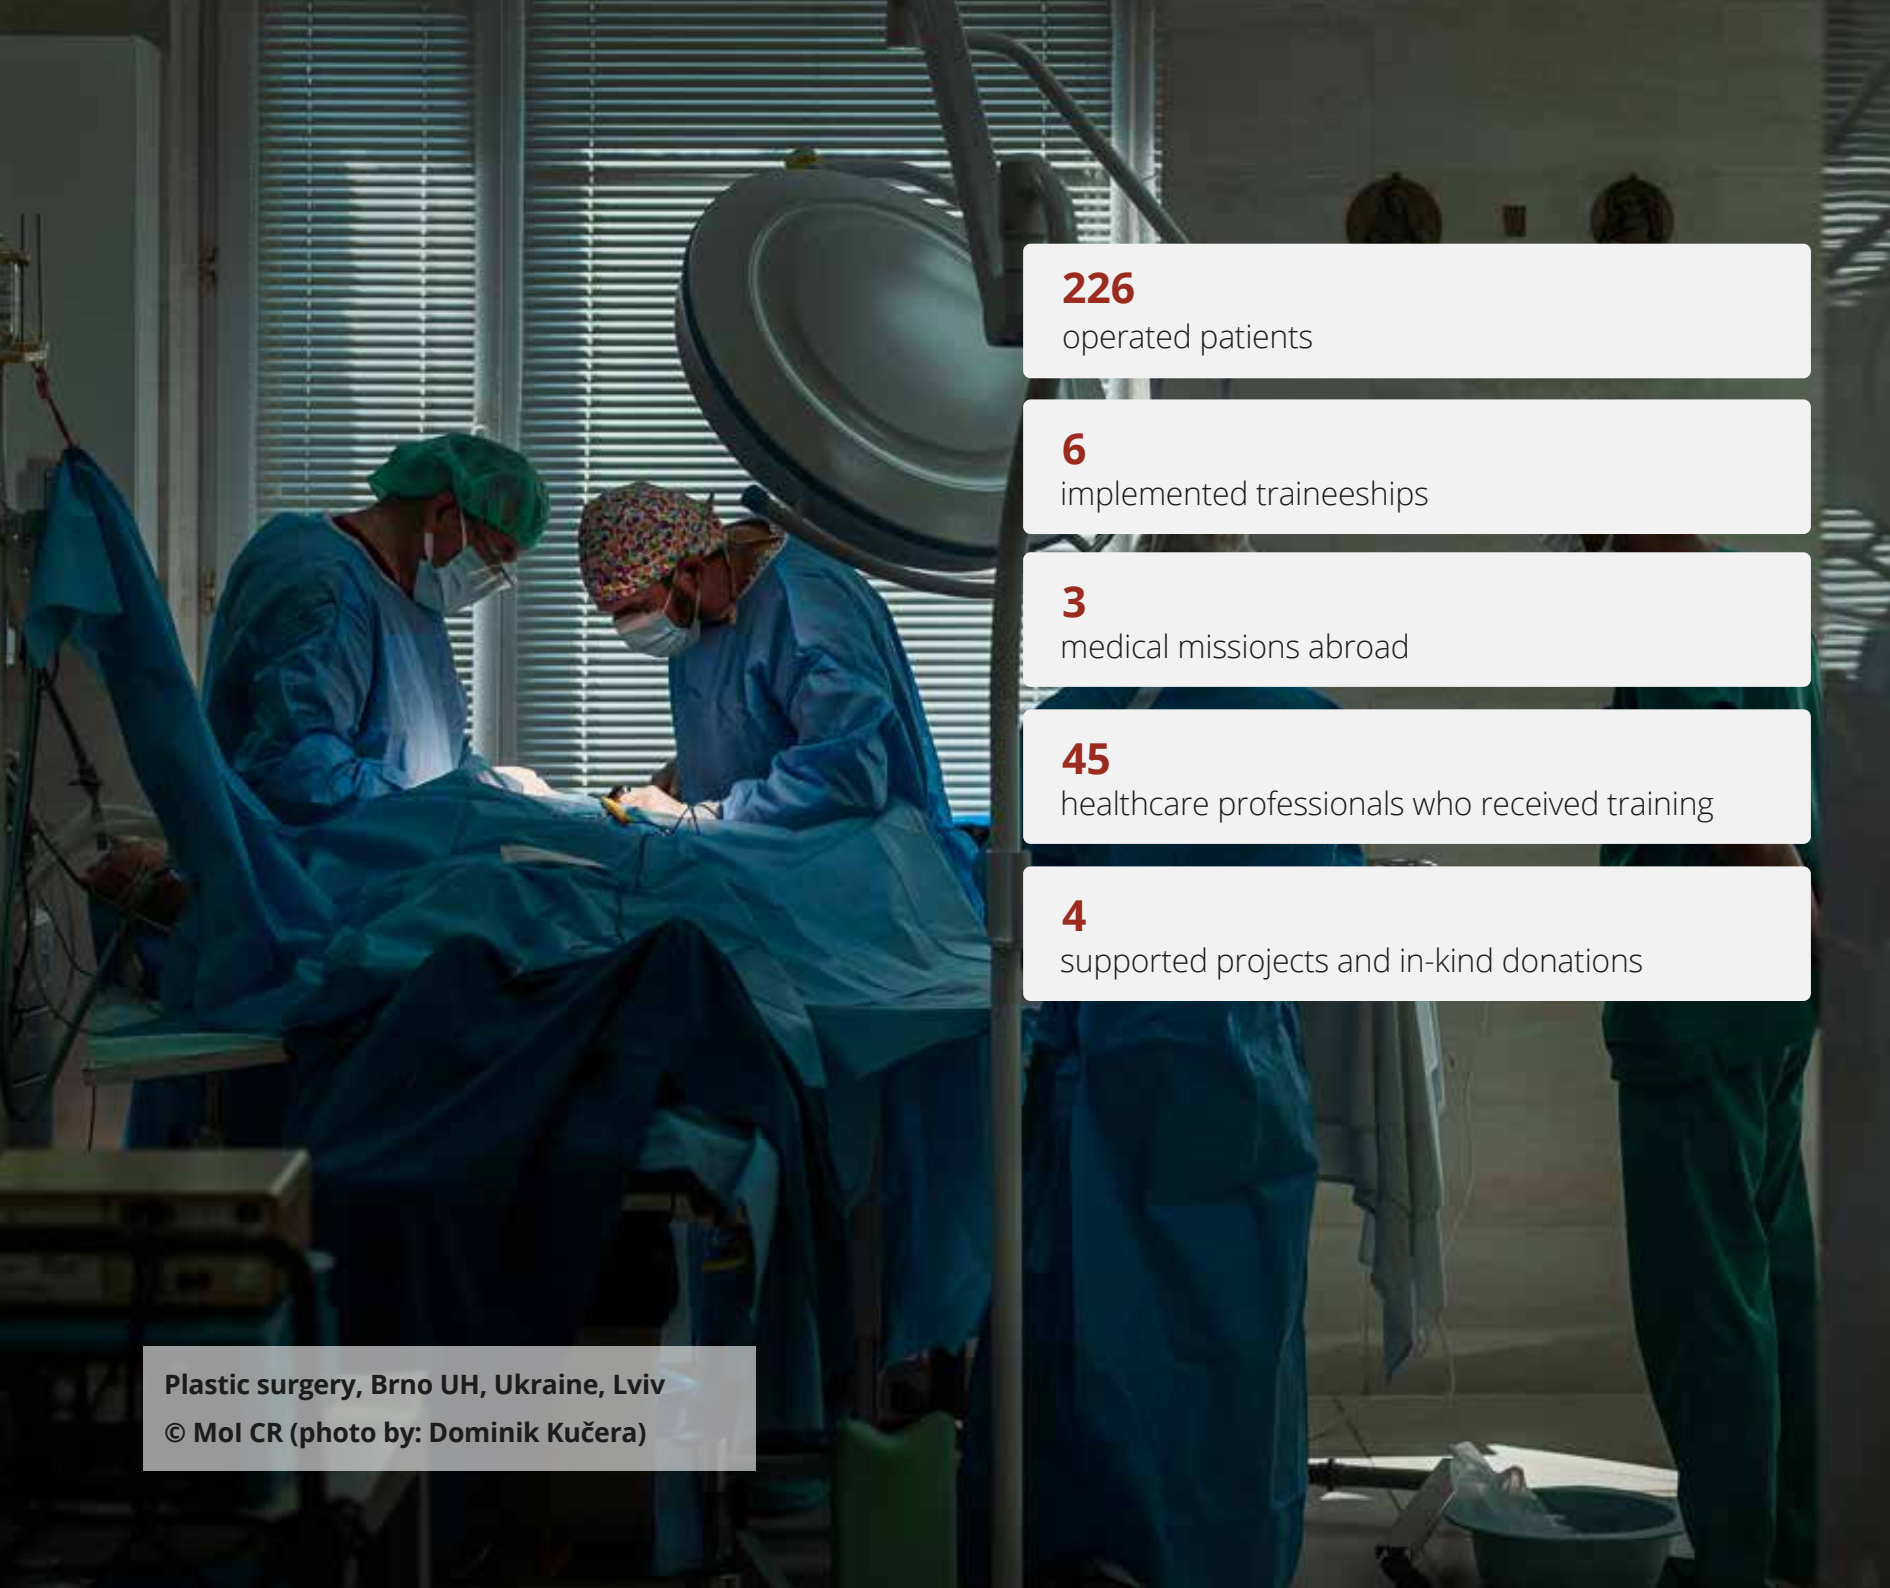 226
operated patients
6
implemented traineeships
3
medical missions abroad
45
healthcare professionals who received training
4
supported projects and in-kind donations
Plastic surgery, Brno UH, Ukraine, Lviv
© MoI CR (photo by: Dominik Kučera)